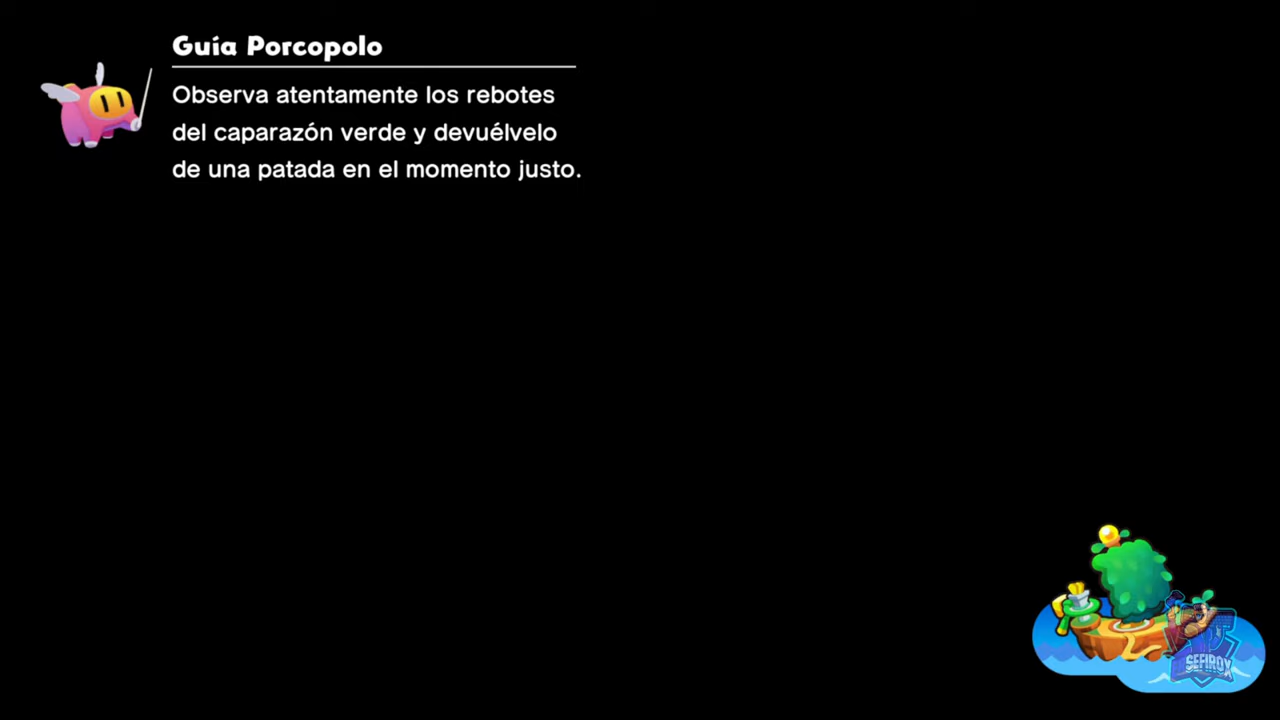 Guía Porcopolo
Observa atentamente los rebotes
del caparazón verde y devuélvelo
de una patada en el momento justo.
SEFIROX